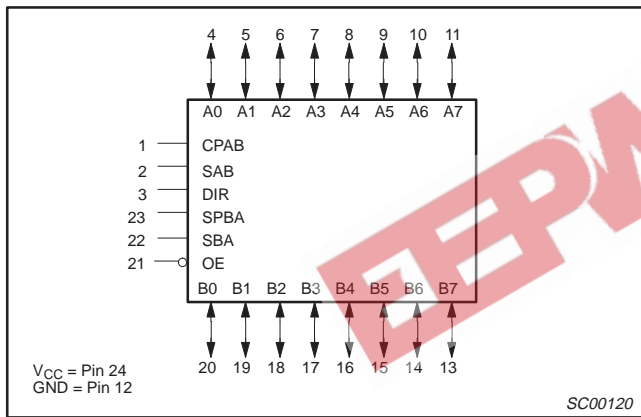 4 5 6 7 8 9 10 11
A0 A1 A2 A3 A4 A5 A6 A7
1 CPAB
2 SAB
3 DIR
23 SPBA
22 SBA
21 OE
B0 B1 B2 B3 B4 B5 B6 B7
20 19 18 17 16 15 14 13
VCC = Pin 24
GND = Pin 12
SC00120